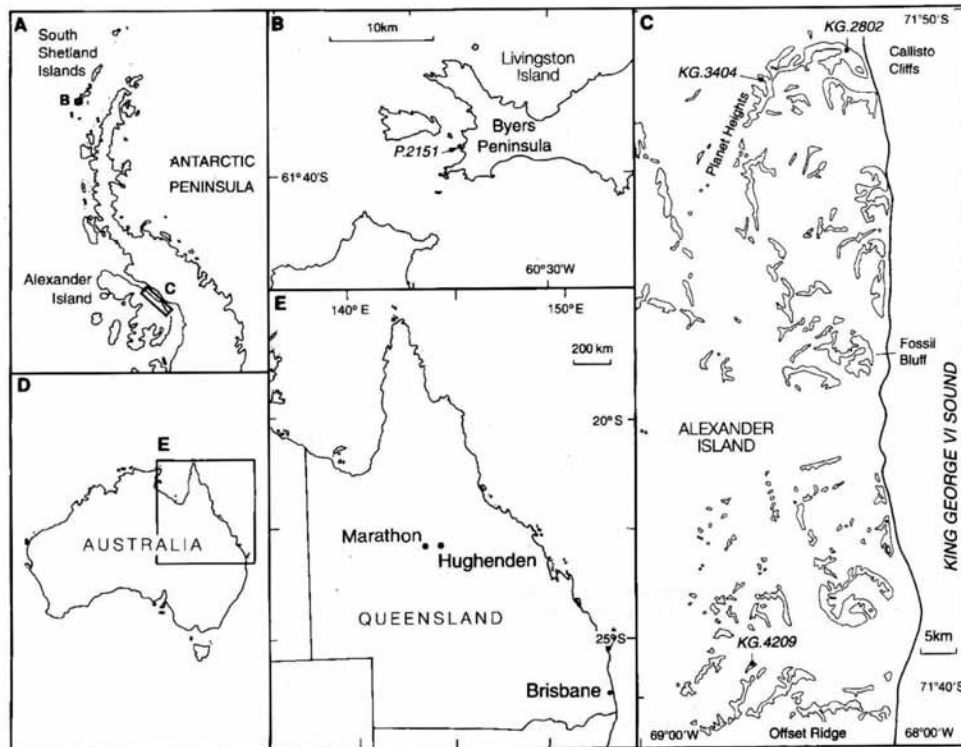 A
South
Shetland
Islands
B
ANTARCTIC
PENINSULA
Alexander
Island
C
B
10km
Livingston
Island
Byers
Peninsula
P.2151
61°40'S
60°30'W
C
71°50'S
KG.2802
Callisto
Cliffs
KG.3404
Planet Heights
Fossil
Bluff
ALEXANDER
ISLAND
KING GEORGE VI SOUND
5km
KG.4209
71°40'S
69°00'W
Offset Ridge
68°00'W
D
E
AUSTRALIA
E
140°E
150°E
200 km
20°S
Marathon
Hughenden
QUEENSLAND
25°S
Brisbane